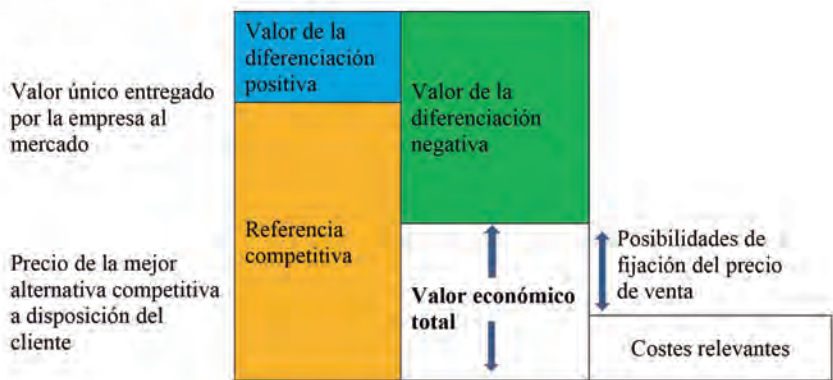 Valor único entregado
por la empresa al
mercado
Precio de la mejor
alternativa competitiva
a disposición del
cliente
Valor de la
diferenciación
positiva
Referencia
competitiva
Valor de la
diferenciación
negativa
Valor económico
total
Posibilidades de
fijación del precio
de venta
Costes relevantes